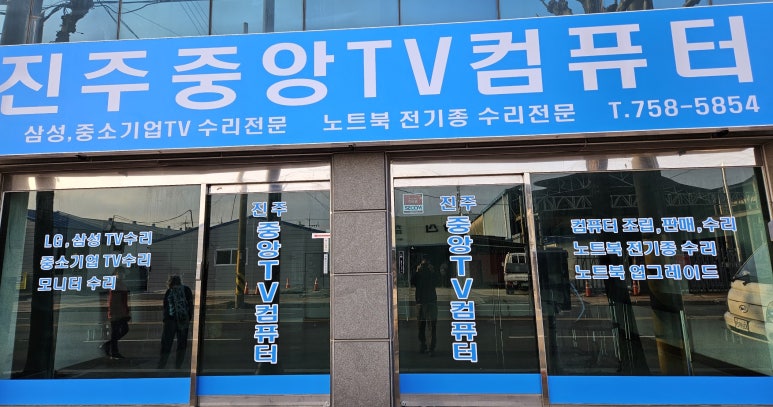 진주중앙TV컴퓨터
삼성,중소기업TV 수리전문 노트북 전기종 수리전문 T.758-5854
LG,삼성 TV수리
중소기업 TV수리
모니터 수리
진주
중앙TV컴퓨터
진주
중앙TV컴퓨터
컴퓨터 조립,판매,수리
노트북 전기종 수리
노트북 업그레이드